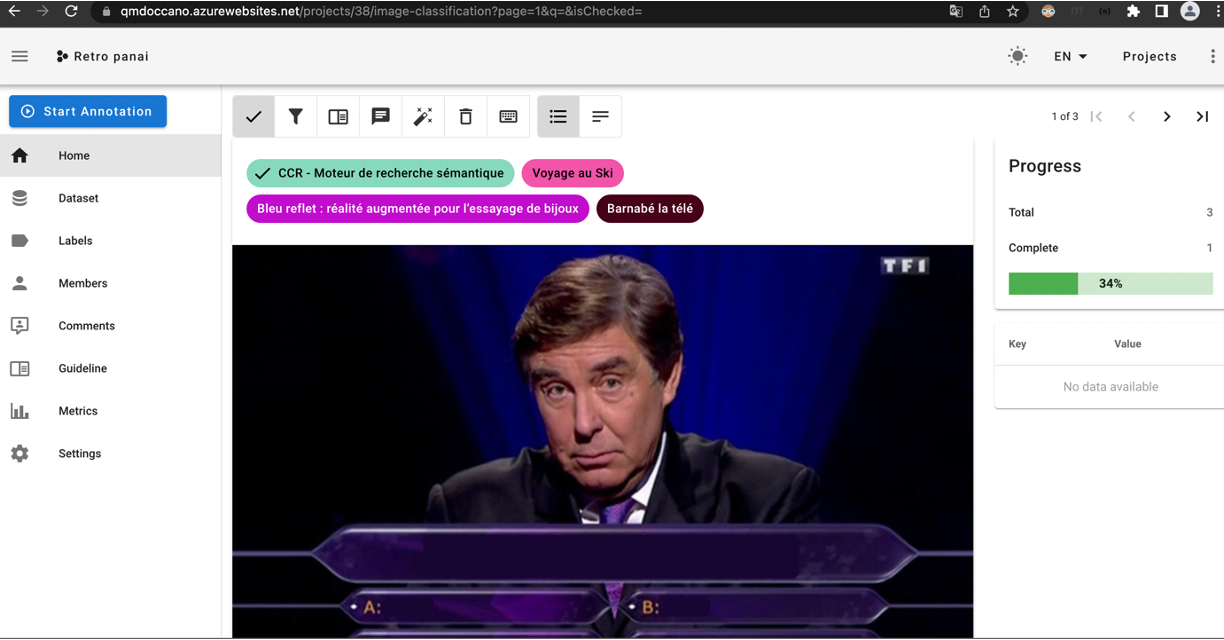 qmdoccano.azurewebsites.net/projects/38/image-classification?page=1&q=&isChecked=
Retro panai
EN
Projects
Start Annotation
1 of 3
Home
Dataset
Labels
Members
Comments
Guideline
Metrics
Settings
CCR - Moteur de recherche sémantique
Voyage au Ski
Bleu reflet : réalité augmentée pour l'essayage de bijoux
Barnabé la télé
TF1
A:
B:
Progress
Total 3
Complete 1
34%
Key Value
No data available